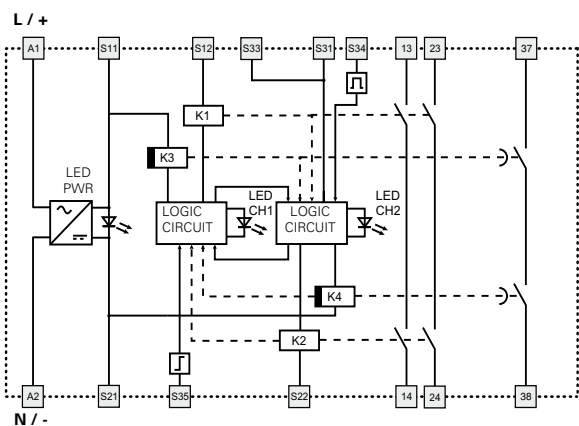 L / +
A1 S11 S12 S33 S31 S34 13 23 37
K1
K3
LED
PWR
LED
CH1
LED
CH2
LOGIC
CIRCUIT
LOGIC
CIRCUIT
K4
K2
A2 S21 S35 S22 14 24 38
N / -